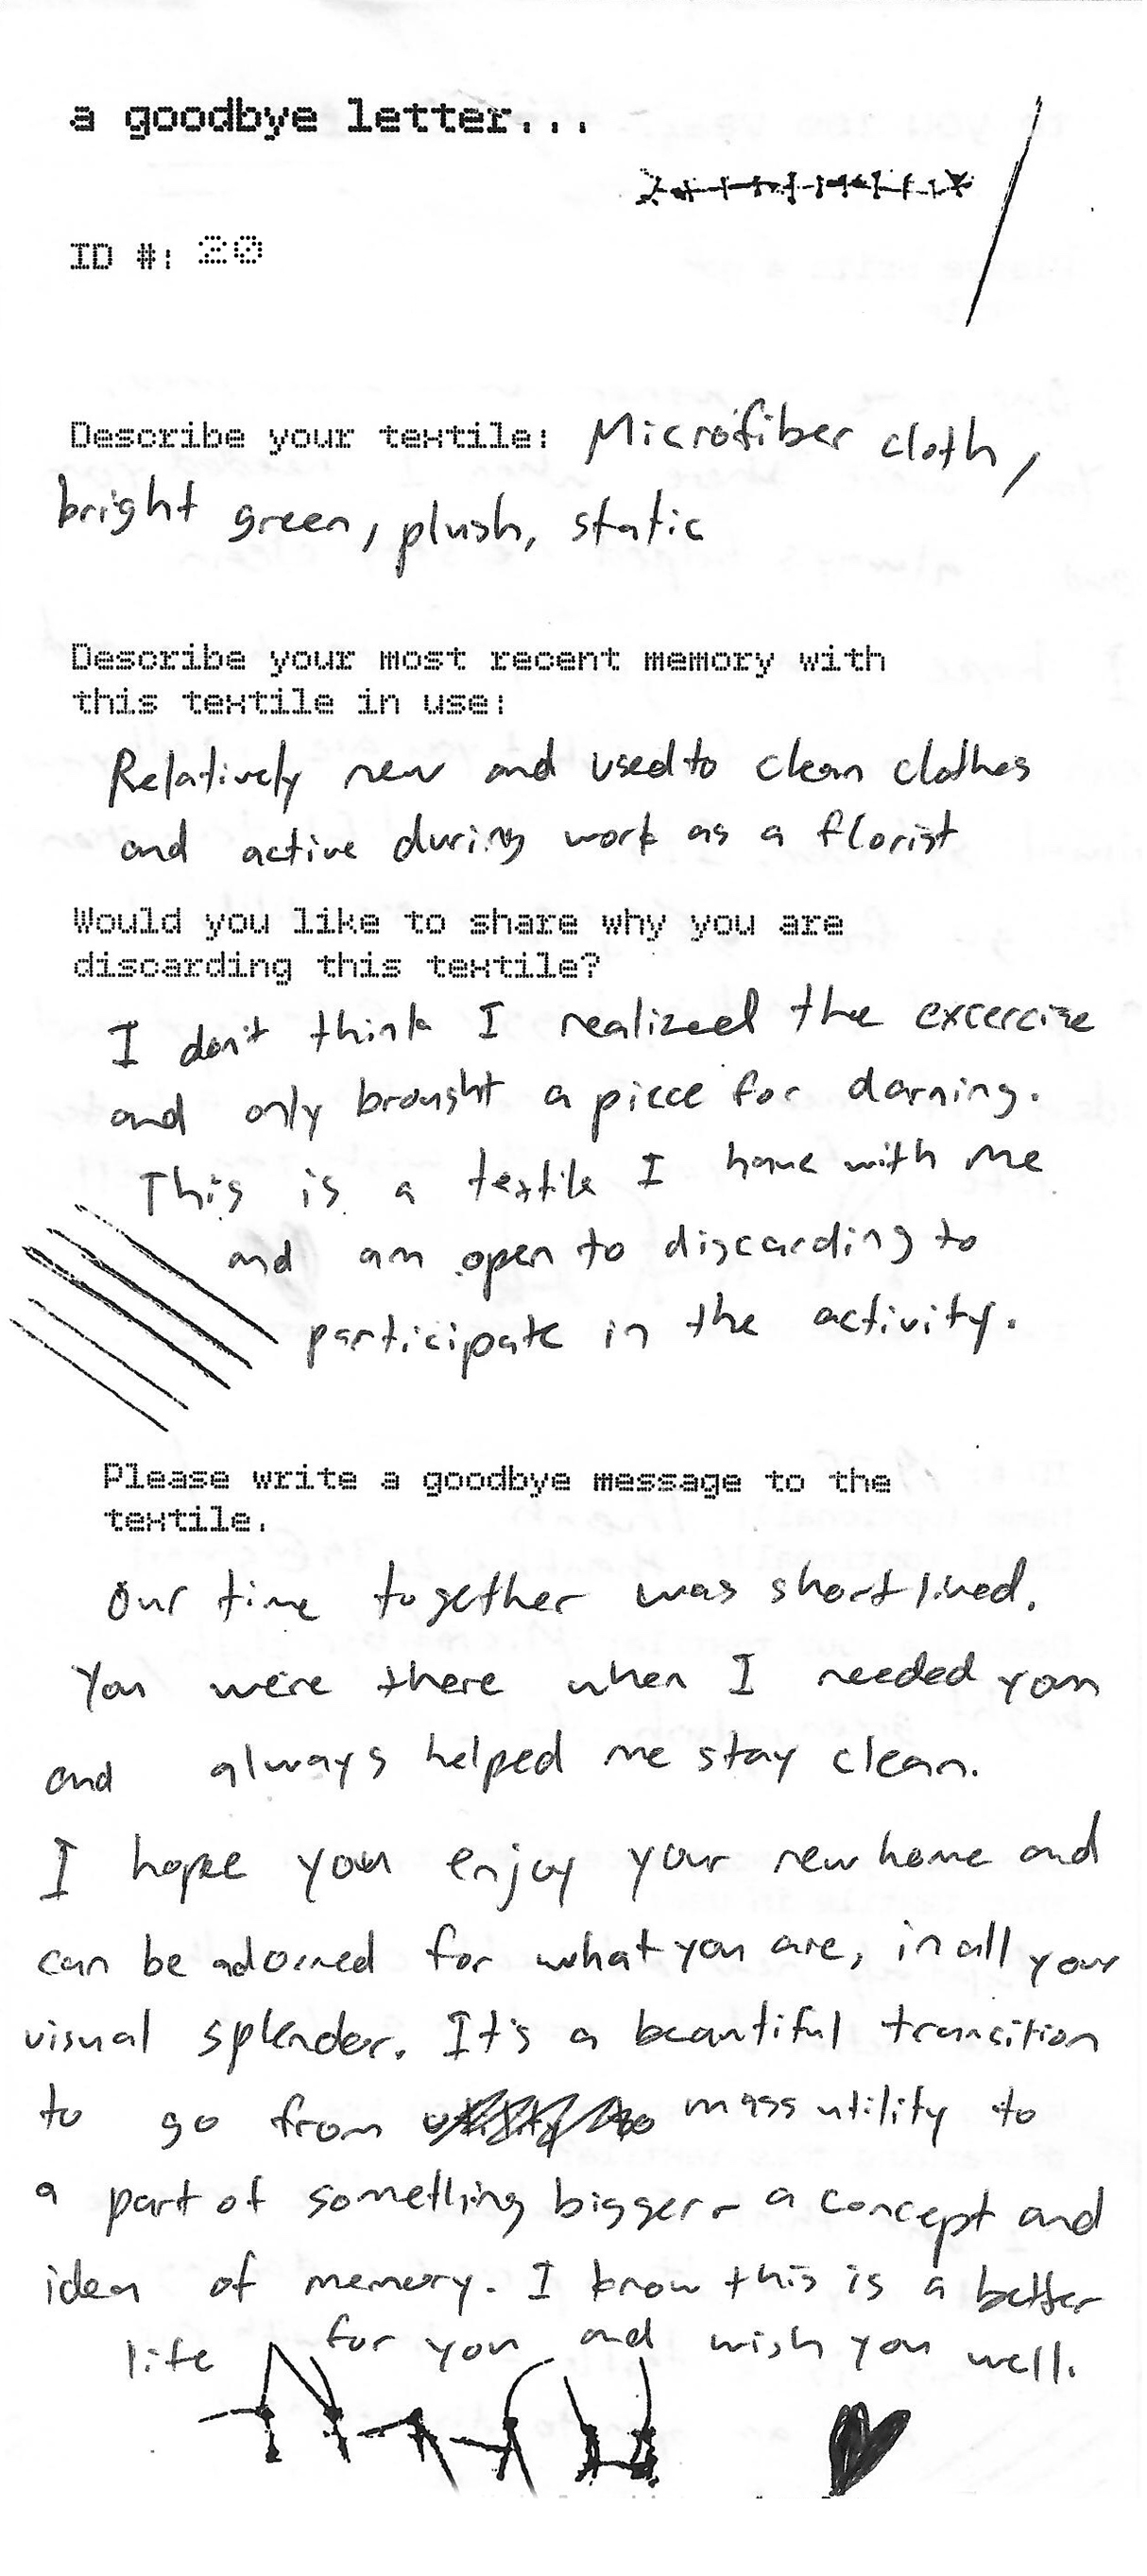 a goodbye letter...
ID #: 20
Describe your textile: Microfiber cloth,
bright green, plush, static
Describe your most recent memory with
this textile in use:
Relatively new and used to clean clothes
and active during work as a florist
Would you like to share why you are
discarding this textile?
I don't think I realized the excercize
and only brought a piece for darning.
This is a textile I have with me
and am open to discarding to
participate in the activity.
Please write a goodbye message to the
textile.
Our time together was short lived.
You were there when I needed you
and always helped me stay clean.
I hope you enjoy your new home and
can be adorned for what you are, in all your
visual splender. It's a beautiful transition
to go from mass utility to
a part of something bigger - a concept and
idea of memory. I know this is a better
life for you and wish you well.